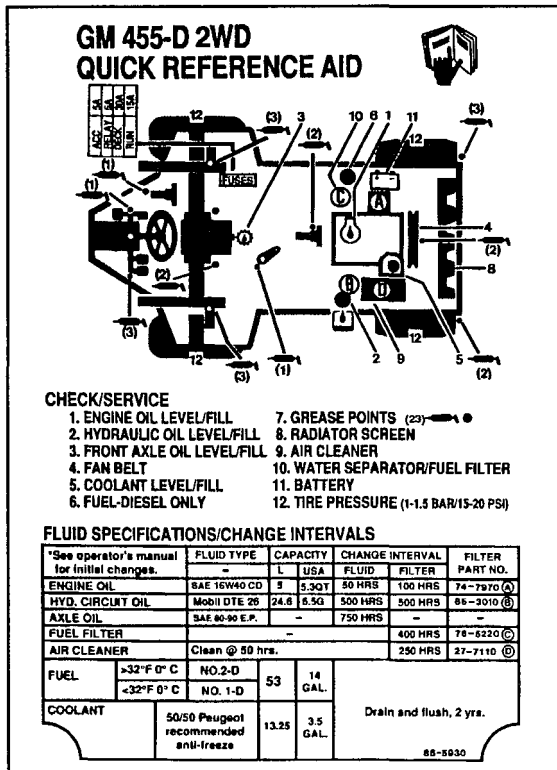 GM 455-D 2WD
QUICK REFERENCE AID
ACC 5A
RELAY 5A
DECK 30A
RUN 15A
FUSES
12
(3)
3
(2)
10 6 1 11
12
(3)
(1)
(1)
C
A
4
(2)
8
(2)
B
D
(3)
12
(3)
(1)
2
9
12
5
(2)
CHECK/SERVICE
1. ENGINE OIL LEVEL/FILL
2. HYDRAULIC OIL LEVEL/FILL
3. FRONT AXLE OIL LEVEL/FILL
4. FAN BELT
5. COOLANT LEVEL/FILL
6. FUEL-DIESEL ONLY
7. GREASE POINTS (23)
8. RADIATOR SCREEN
9. AIR CLEANER
10. WATER SEPARATOR/FUEL FILTER
11. BATTERY
12. TIRE PRESSURE (1-1.5 BAR/15-20 PSI)
FLUID SPECIFICATIONS/CHANGE INTERVALS
*See operator's manual for initial changes. FLUID TYPE CAPACITY CHANGE INTERVAL FILTER PART NO.
- L USA FLUID FILTER
ENGINE OIL SAE 15W40 CD 5 5.3QT 50 HRS 100 HRS 74-7970 A
HYD. CIRCUIT OIL Mobil DTE 26 24.6 6.5G 500 HRS 500 HRS 65-3010 B
AXLE OIL SAE 80-90 E.P. - - 750 HRS - -
FUEL FILTER - 400 HRS 76-5220 C
AIR CLEANER Clean @ 50 hrs. 250 HRS 27-7110 D
FUEL >32°F 0° C NO.2-D 53 14 GAL.
<32°F 0° C NO. 1-D
COOLANT 50/50 Peugeot recommended anti-freeze 13.25 3.5 GAL.
Drain and flush, 2 yrs.
86-5930